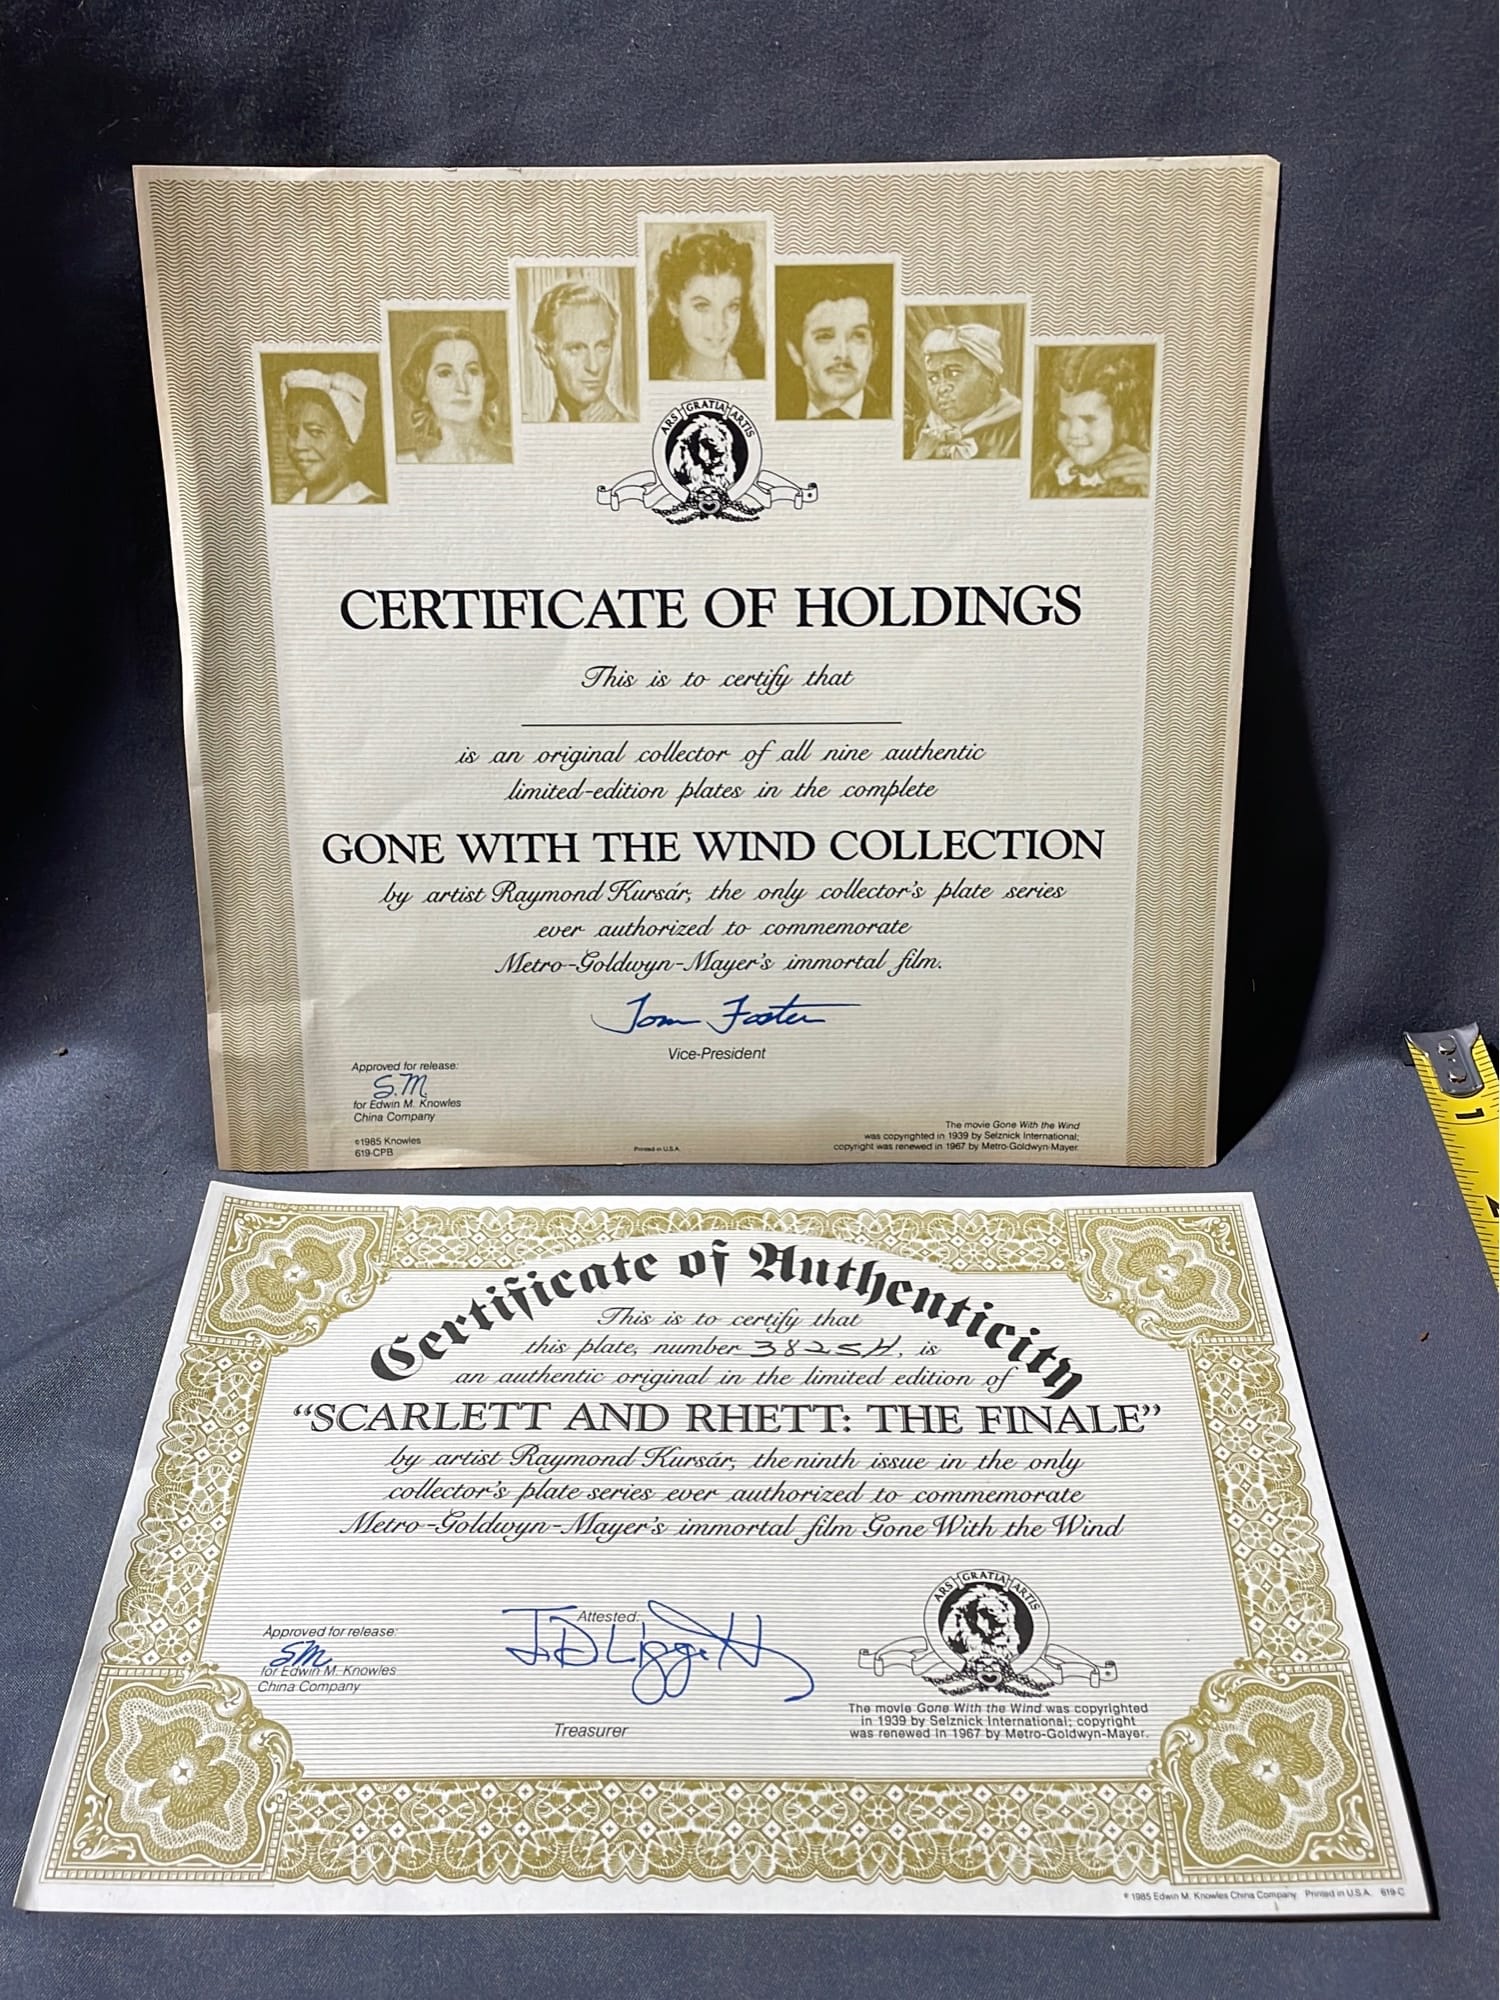 ARS GRATIA ARTIS
CERTIFICATE OF HOLDINGS
This is to certify that
is an original collector of all nine authentic
limited-edition plates in the complete
GONE WITH THE WIND COLLECTION
by artist Raymond Kursár, the only collector's plate series
ever authorized to commemorate
Metro-Goldwyn-Mayer's immortal film.
Tom Foster
Vice-President
Approved for release:
S.M.
for Edwin M. Knowles
China Company
©1985 Knowles
619-CPB
Printed in U.S.A.
The movie Gone With the Wind
was copyrighted in 1939 by Selznick International;
copyright was renewed in 1967 by Metro-Goldwyn-Mayer.
1
2
Certificate of Authenticity
This is to certify that
this plate, number 3825H, is
an authentic original in the limited edition of
"SCARLETT AND RHETT: THE FINALE"
by artist Raymond Kursár, the ninth issue in the only
collector's plate series ever authorized to commemorate
Metro-Goldwyn-Mayer's immortal film Gone With the Wind
Approved for release:
SM
for Edwin M. Knowles
China Company
Attested:
J.D Liggett
Treasurer
ARS GRATIA ARTIS
The movie Gone With the Wind was copyrighted
in 1939 by Selznick International; copyright
was renewed in 1967 by Metro-Goldwyn-Mayer.
© 1985 Edwin M. Knowles China Company Printed in U.S.A. 619-C